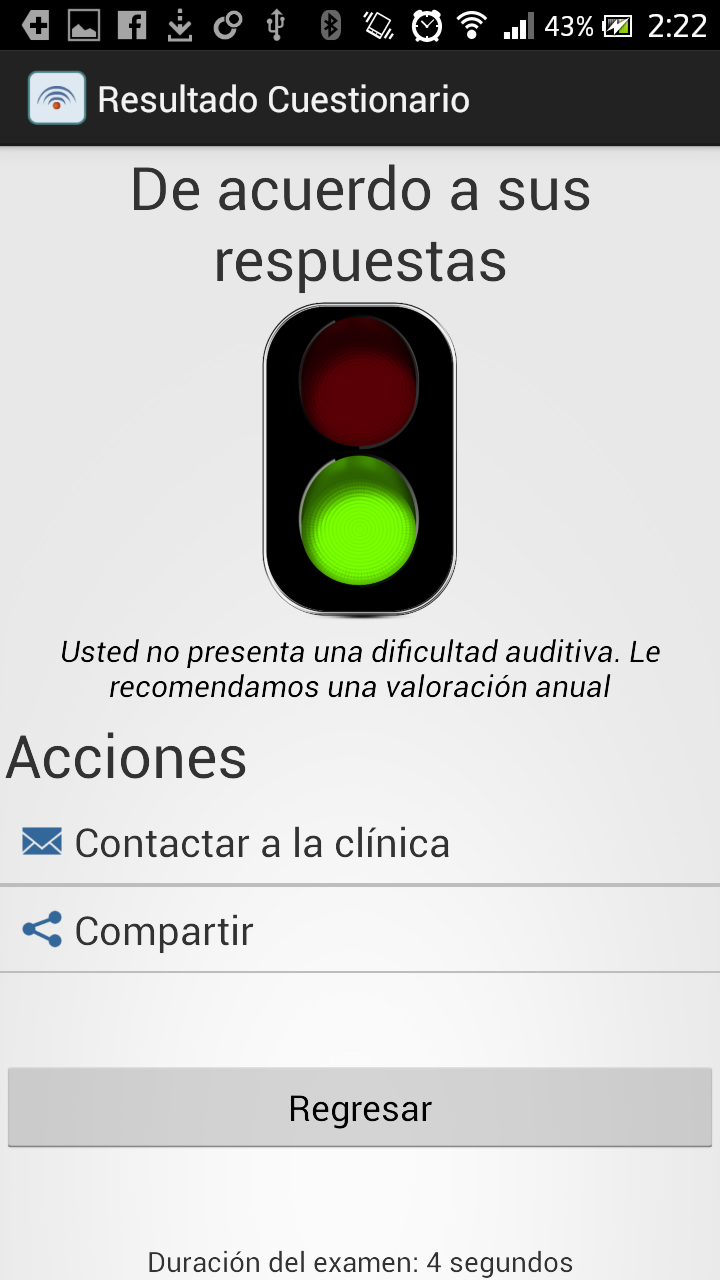 43% 2:22
Resultado Cuestionario
De acuerdo a sus
respuestas
Usted no presenta una dificultad auditiva. Le
recomendamos una valoración anual
Acciones
Contactar a la clínica
Compartir
Regresar
Duración del examen: 4 segundos